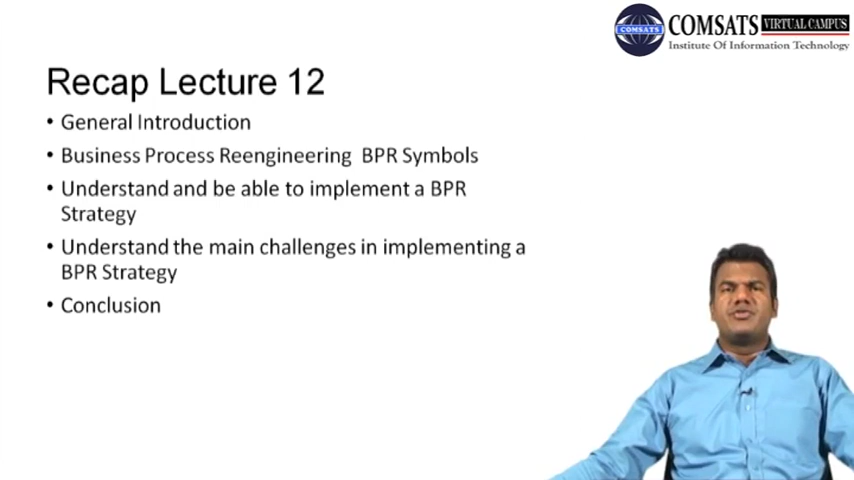 COMSATS
COMSATS VIRTUAL CAMPUS
Institute Of Information Technology
Recap Lecture 12
• General Introduction
• Business Process Reengineering BPR Symbols
• Understand and be able to implement a BPR
Strategy
• Understand the main challenges in implementing a
BPR Strategy
• Conclusion